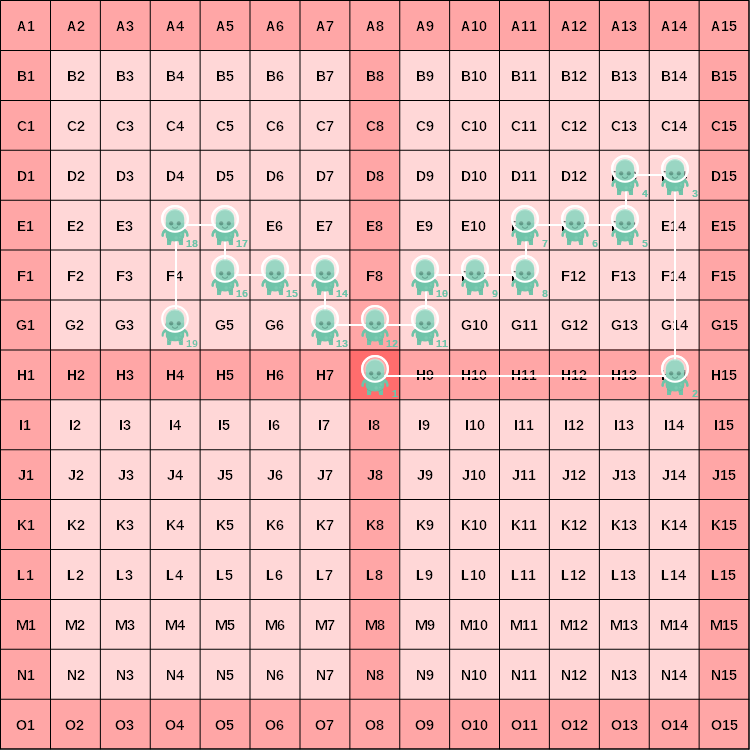 A1 A2 A3 A4 A5 A6 A7 A8 A9 A10 A11 A12 A13 A14 A15
B1 B2 B3 B4 B5 B6 B7 B8 B9 B10 B11 B12 B13 B14 B15
C1 C2 C3 C4 C5 C6 C7 C8 C9 C10 C11 C12 C13 C14 C15
D1 D2 D3 D4 D5 D6 D7 D8 D9 D10 D11 D12 D15
4 3
E1 E2 E3 E6 E7 E8 E9 E10 E14 E15
18 17 7 6 5
F1 F2 F3 F4 F8 F12 F13 F14 F15
16 15 14 10 9 8
G1 G2 G3 G5 G6 G10 G11 G12 G13 G14 G15
19 13 12 11
H1 H2 H3 H4 H5 H6 H7 H9 H10 H11 H12 H13 H15
1 2
I1 I2 I3 I4 I5 I6 I7 I8 I9 I10 I11 I12 I13 I14 I15
J1 J2 J3 J4 J5 J6 J7 J8 J9 J10 J11 J12 J13 J14 J15
K1 K2 K3 K4 K5 K6 K7 K8 K9 K10 K11 K12 K13 K14 K15
L1 L2 L3 L4 L5 L6 L7 L8 L9 L10 L11 L12 L13 L14 L15
M1 M2 M3 M4 M5 M6 M7 M8 M9 M10 M11 M12 M13 M14 M15
N1 N2 N3 N4 N5 N6 N7 N8 N9 N10 N11 N12 N13 N14 N15
O1 O2 O3 O4 O5 O6 O7 O8 O9 O10 O11 O12 O13 O14 O15